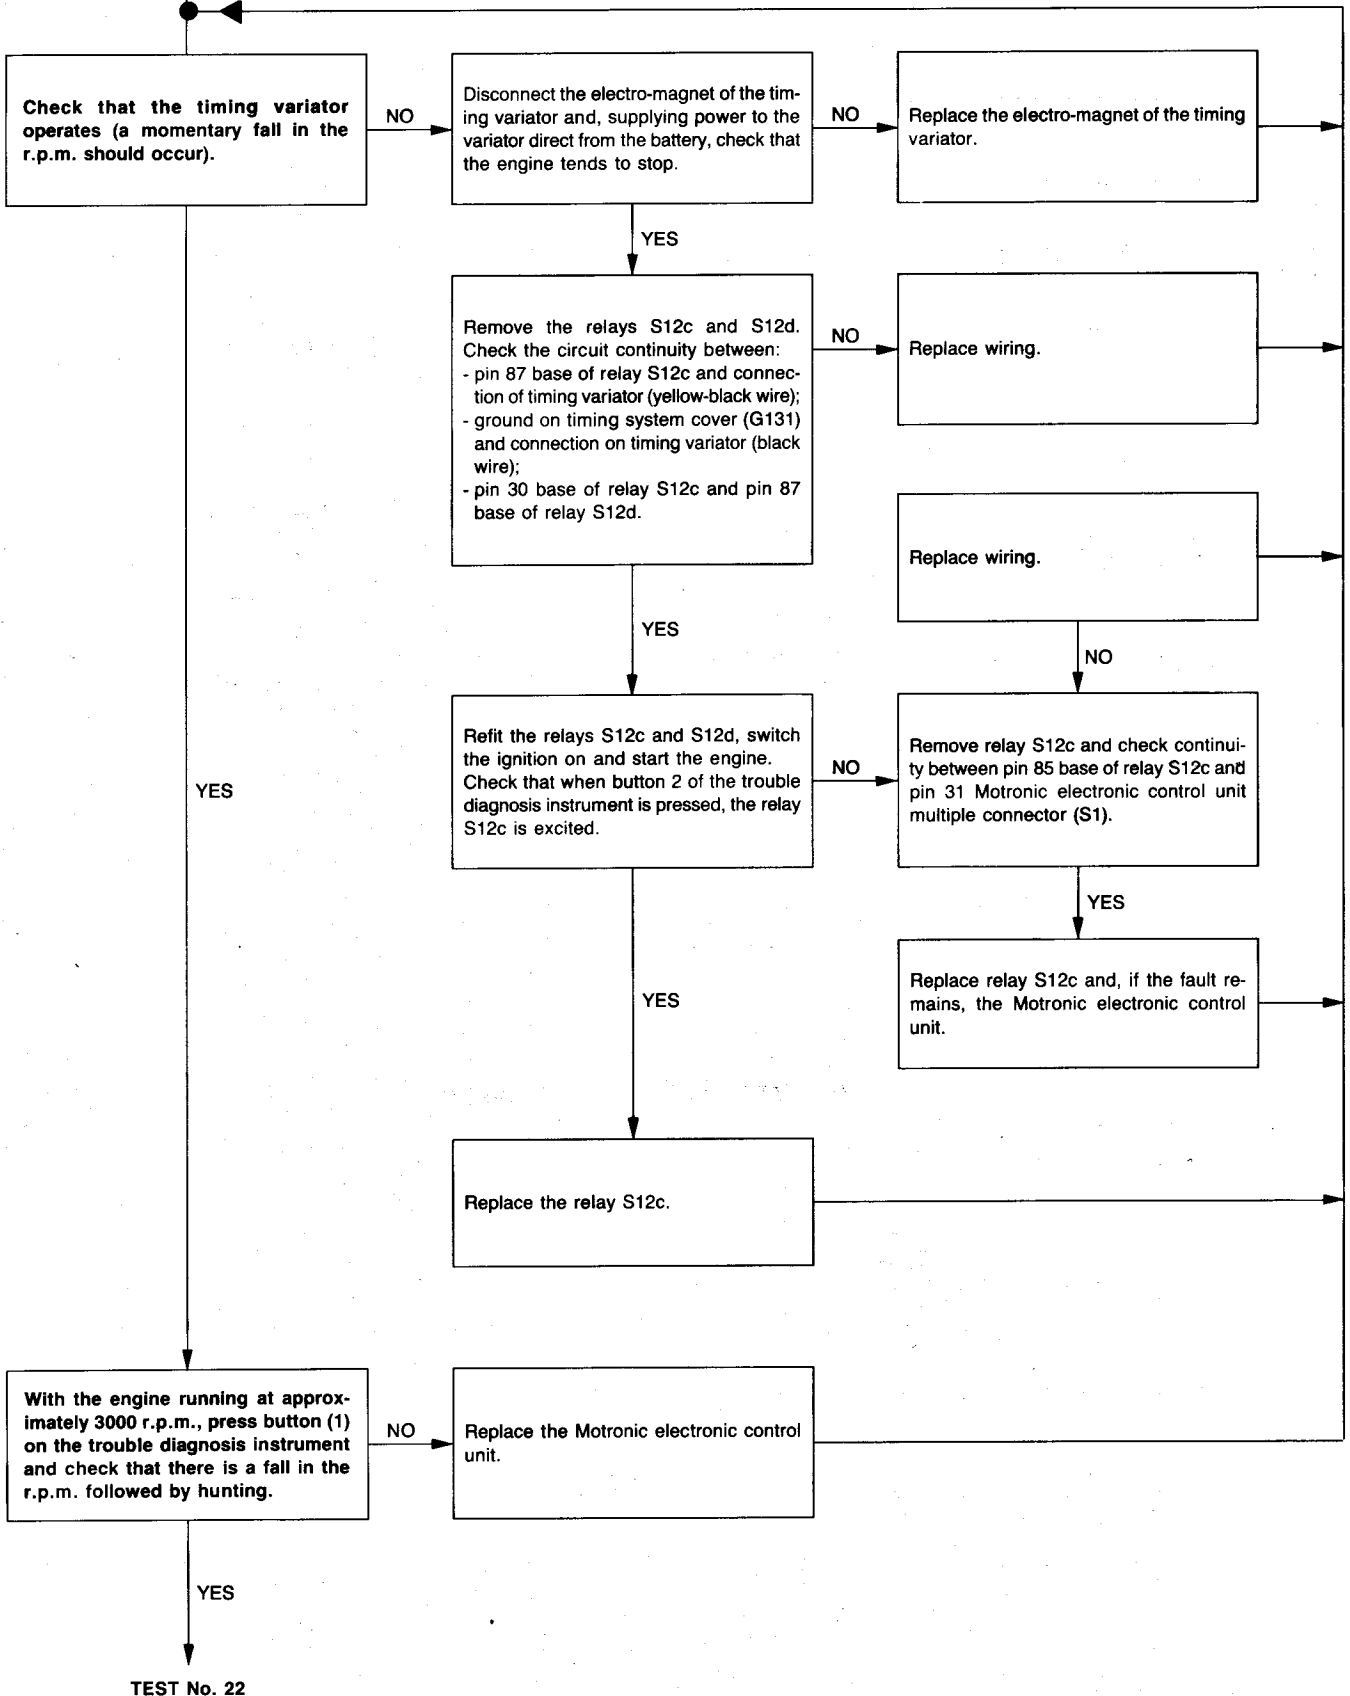 Check that the timing variator
operates (a momentary fall in the
r.p.m. should occur).
NO
Disconnect the electro-magnet of the tim-
ing variator and, supplying power to the
variator direct from the battery, check that
the engine tends to stop.
NO
Replace the electro-magnet of the timing
variator.
YES
Remove the relays S12c and S12d.
Check the circuit continuity between:
- pin 87 base of relay S12c and connec-
tion of timing variator (yellow-black wire);
- ground on timing system cover (G131)
and connection on timing variator (black
wire);
- pin 30 base of relay S12c and pin 87
base of relay S12d.
NO
Replace wiring.
Replace wiring.
YES
NO
Refit the relays S12c and S12d, switch
the ignition on and start the engine.
Check that when button 2 of the trouble
diagnosis instrument is pressed, the relay
S12c is excited.
NO
Remove relay S12c and check continui-
ty between pin 85 base of relay S12c and
pin 31 Motronic electronic control unit
multiple connector (S1).
YES
YES
Replace relay S12c and, if the fault re-
mains, the Motronic electronic control
unit.
YES
Replace the relay S12c.
With the engine running at approx-
imately 3000 r.p.m., press button (1)
on the trouble diagnosis instrument
and check that there is a fall in the
r.p.m. followed by hunting.
NO
Replace the Motronic electronic control
unit.
YES
TEST No. 22